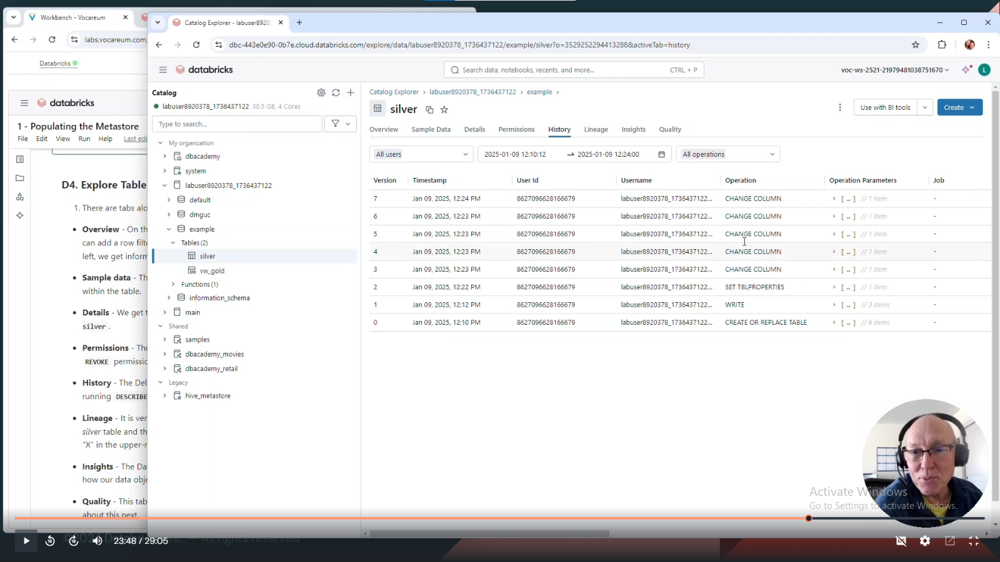 Workbench - Vocareum
Catalog Explorer - labuser8920
labs.vocareum.com
dbc-443e0e90-0b7e.cloud.databricks.com/explore/data/labuser8920378_1736437122/example/silver?o=3529252294413288&activeTab=history
Databricks
databricks
Search data, notebooks, recents, and more...
CTRL + P
voc-ws-2521-21979481038751670
L
databricks
1 - Populating the Metastore
File Edit View Run Help Last edi
D4. Explore Table
1. There are tabs alo
• Overview - On th
can add a row filte
left, we get inform
• Sample data - Th
within the table.
• Details - We get t
silver .
• Permissions - The
REVOKE permissio
• History - The Del
running DESCRIBE
• Lineage - It is ver
silver table and th
"X" in the upper-r
• Insights - The Da
how our data obje
• Quality - This tab
about this next.
Catalog
labuser8920378_1736437122 30.5 GB, 4 Cores
Type to search...
My organization
dbacademy
system
labuser8920378_1736437122
default
dmguc
example
Tables (2)
silver
vw_gold
Functions (1)
information_schema
main
Shared
samples
dbacademy_movies
dbacademy_retail
Legacy
hive_metastore
Catalog Explorer › labuser8920378_1736437122 › example ›
silver
Use with BI tools
Create
Overview Sample Data Details Permissions History Lineage Insights Quality
All users
2025-01-09 12:10:12 → 2025-01-09 12:24:00
All operations
Version Timestamp User Id Username Operation Operation Parameters Job
7 Jan 09, 2025, 12:24 PM 8627096628166679 labuser8920378_1736437122... CHANGE COLUMN [ … ] // 1 item -
6 Jan 09, 2025, 12:23 PM 8627096628166679 labuser8920378_1736437122... CHANGE COLUMN [ … ] // 1 item -
5 Jan 09, 2025, 12:23 PM 8627096628166679 labuser8920378_1736437122... CHANGE COLUMN [ … ] // 1 item -
4 Jan 09, 2025, 12:23 PM 8627096628166679 labuser8920378_1736437122... CHANGE COLUMN [ … ] // 1 item -
3 Jan 09, 2025, 12:23 PM 8627096628166679 labuser8920378_1736437122... CHANGE COLUMN [ … ] // 1 item -
2 Jan 09, 2025, 12:22 PM 8627096628166679 labuser8920378_1736437122... SET TBLPROPERTIES [ … ] // 1 item -
1 Jan 09, 2025, 12:12 PM 8627096628166679 labuser8920378_1736437122... WRITE [ … ] // 3 items -
0 Jan 09, 2025, 12:10 PM 8627096628166679 labuser8920378_1736437122... CREATE OR REPLACE TABLE [ … ] // 6 items -
Activate Windows
Go to Settings to activate Windows.
All rights reserved
10
10
23:48 / 29:05